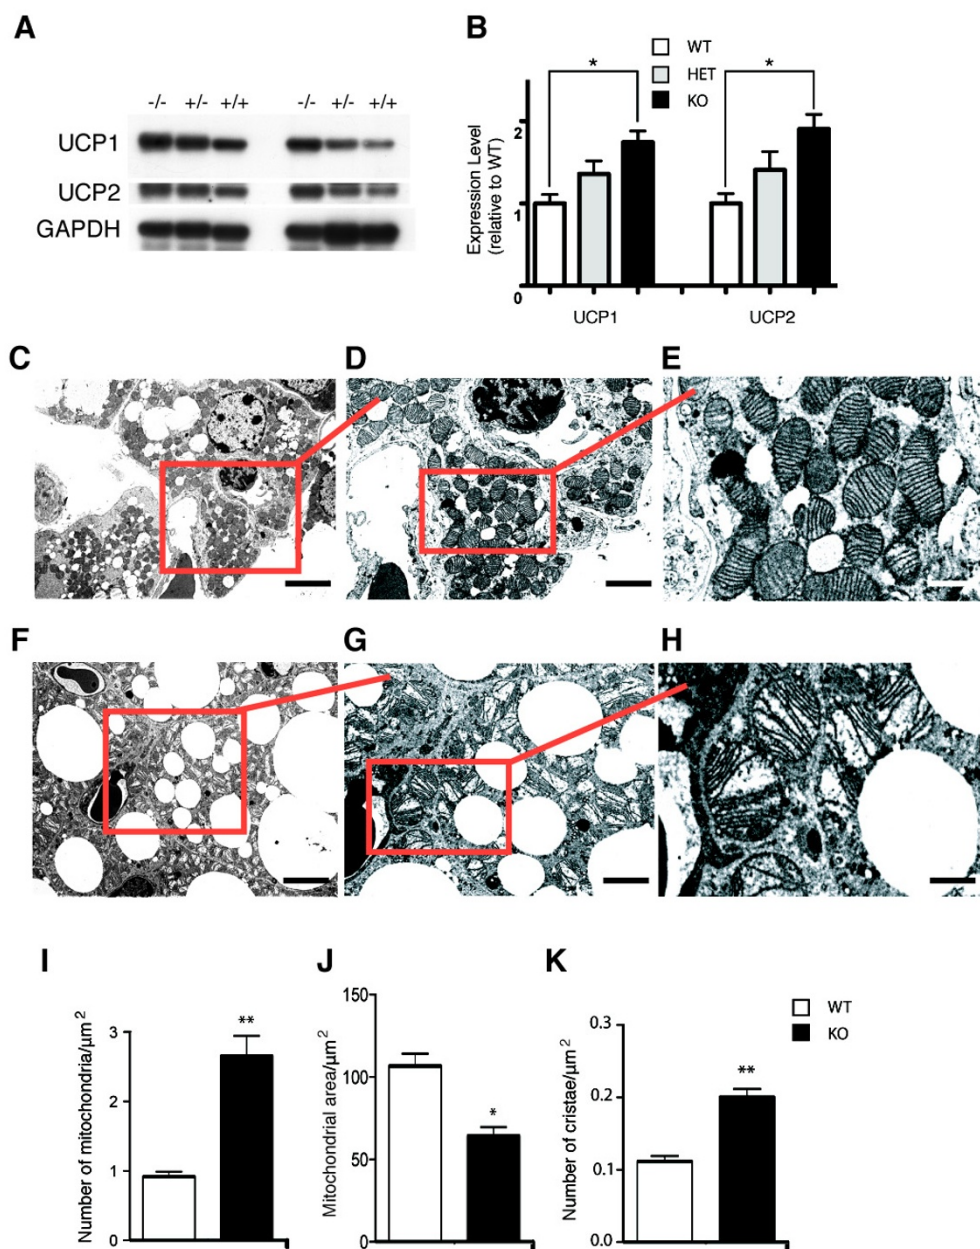 A
-/- +/- +/+ -/- +/- +/+
UCP1
UCP2
GAPDH
B
WT
HET
KO
* *
Expression Level
(relative to WT)
2
1
0
UCP1 UCP2
C D E
F G H
I
Number of mitochondria/µm²
3
2
1
0
**
J
Mitochondrial area/µm²
150
100
50
0
*
K
WT
KO
Number of cristae/µm²
0.3
0.2
0.1
0
**